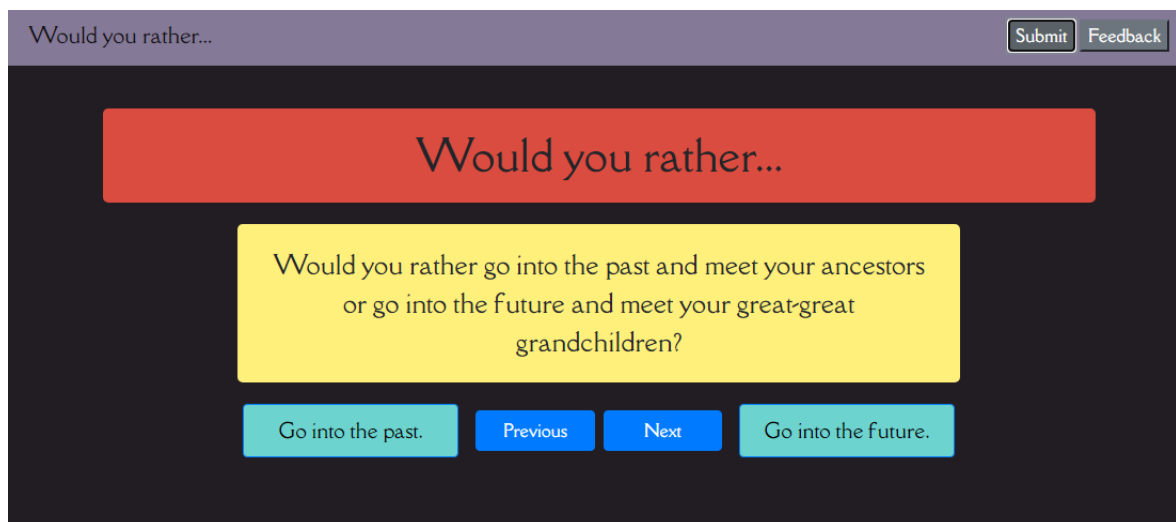 Would you rather...
Submit Feedback
Would you rather...
Would you rather go into the past and meet your ancestors
or go into the future and meet your great-great
grandchildren?
Go into the past. Previous Next Go into the future.